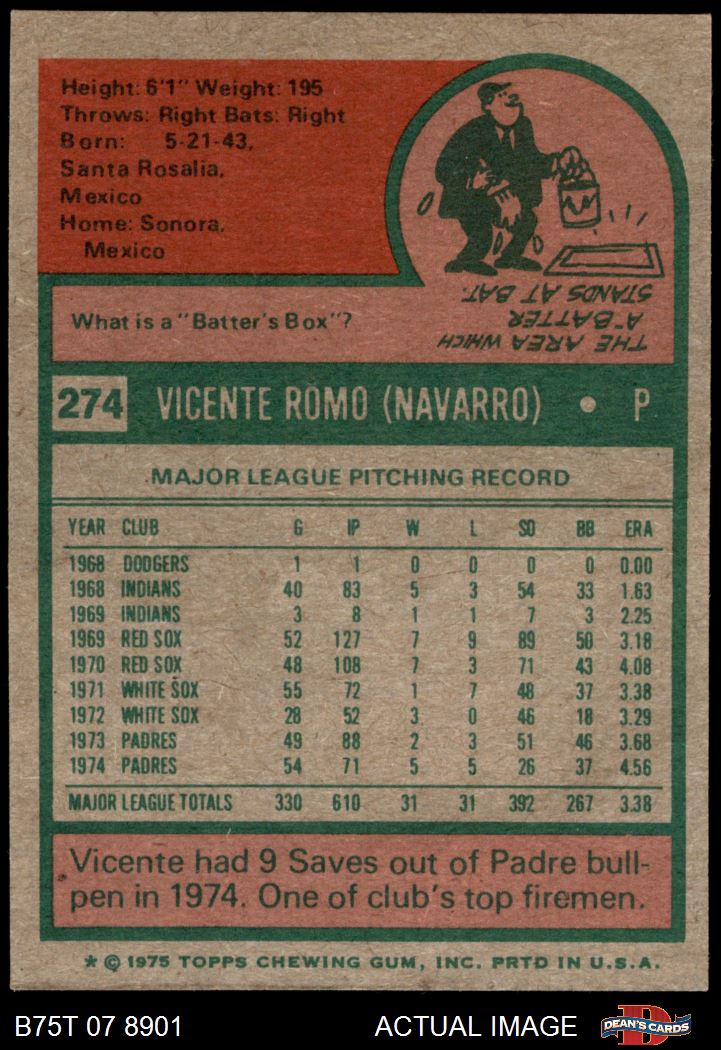 Height: 6'1" Weight: 195
Throws: Right Bats: Right
Born: 5-21-43,
Santa Rosalia,
Mexico
Home: Sonora,
Mexico
What is a "Batter's Box"?
THE AREA WHICH
A BATTER
STANDS AT BAT.
274 VICENTE ROMO (NAVARRO) • P
MAJOR LEAGUE PITCHING RECORD
YEAR CLUB G IP W L SO BB ERA
1968 DODGERS 1 1 0 0 0 0 0.00
1968 INDIANS 40 83 5 3 54 33 1.63
1969 INDIANS 3 8 1 1 7 3 2.25
1969 RED SOX 52 127 7 9 89 50 3.18
1970 RED SOX 48 108 7 3 71 43 4.08
1971 WHITE SOX 55 72 1 7 48 37 3.38
1972 WHITE SOX 28 52 3 0 46 18 3.29
1973 PADRES 49 88 2 3 51 46 3.68
1974 PADRES 54 71 5 5 26 37 4.56
MAJOR LEAGUE TOTALS 330 610 31 31 392 267 3.38
Vicente had 9 Saves out of Padre bull-
pen in 1974. One of club's top firemen.
* © 1975 TOPPS CHEWING GUM, INC. PRTD IN U.S.A.
B75T 07 8901 ACTUAL IMAGE DEAN'S CARDS